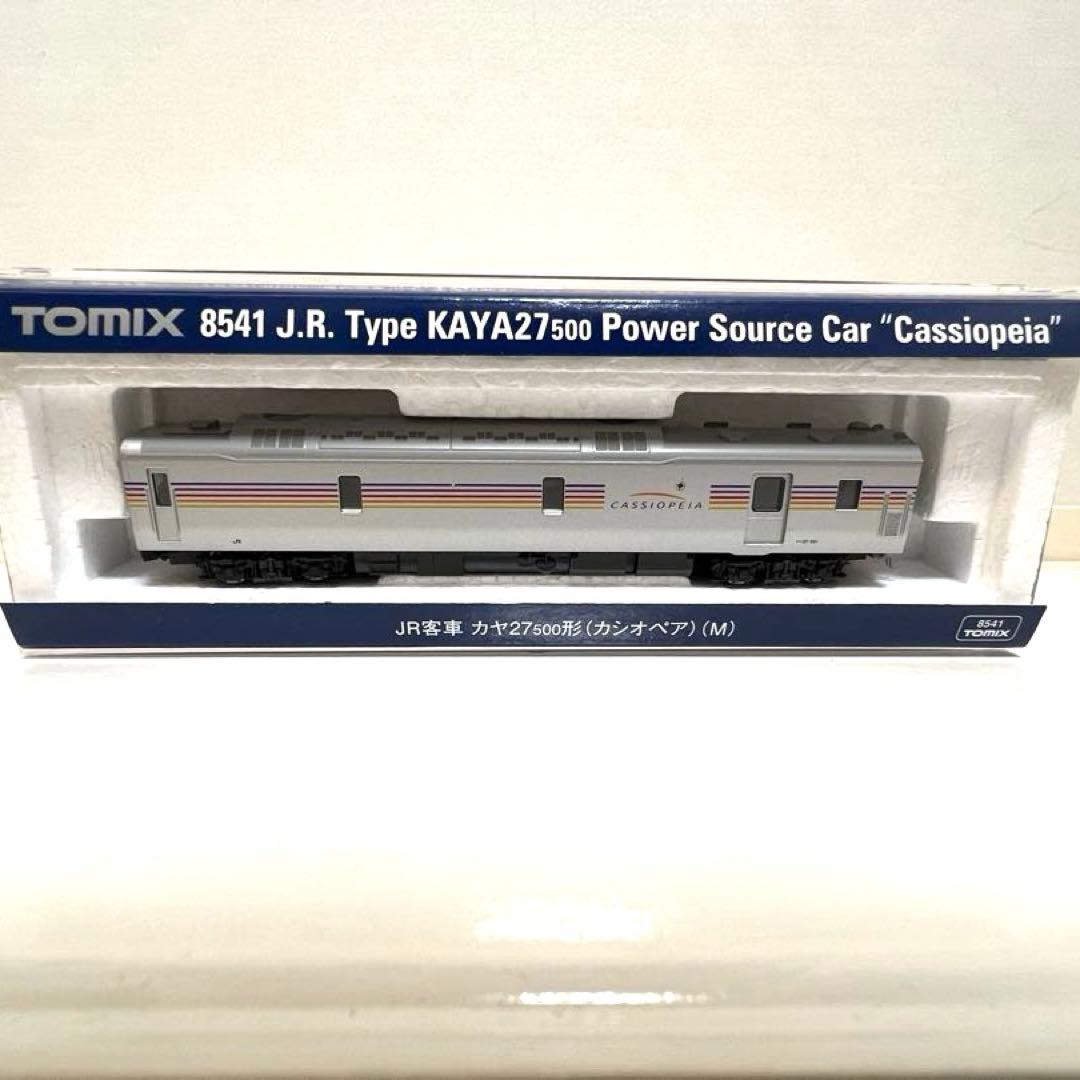 TOMIX 8541 J.R. Type KAYA27500 Power Source Car "Cassiopeia"
CASSIOPEIA
JR
JR客車 カヤ27500形(カシオペア)(M)
8541
TOMIX